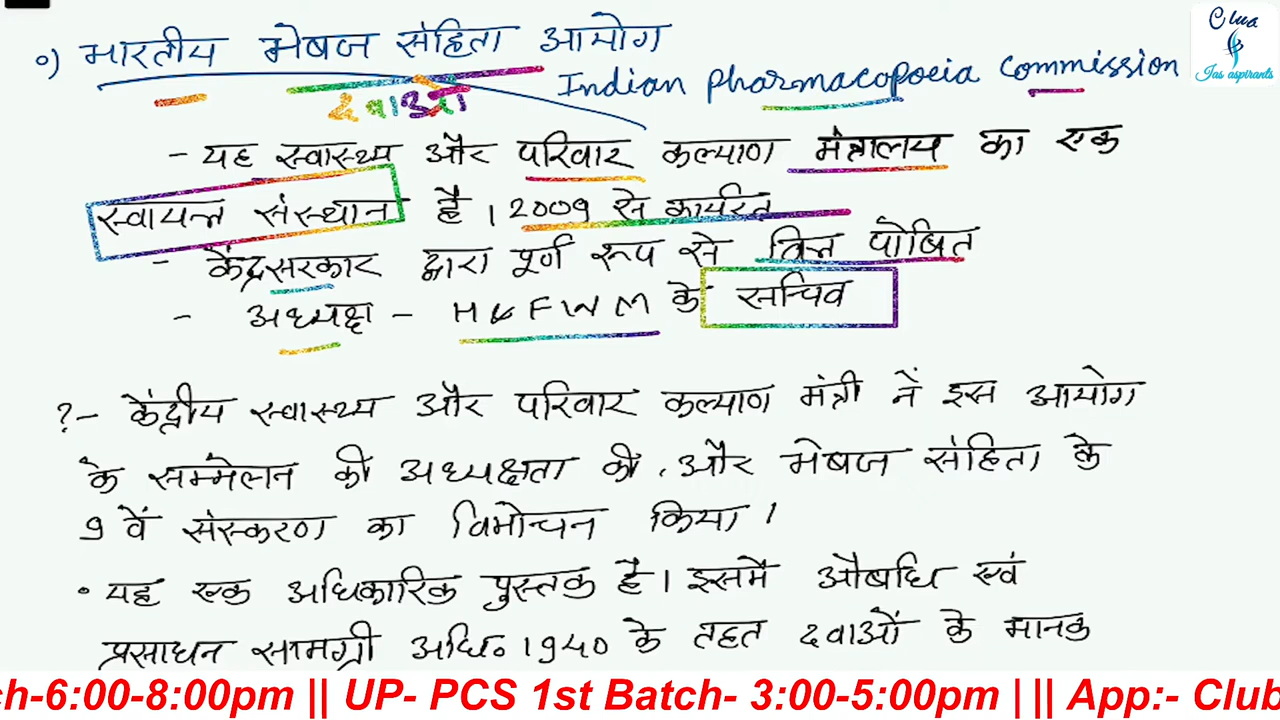 ०) भारतीय भेषज संहिता आयोग
Indian Pharmacopoeia Commission
दवाओ
- यह स्वास्थ्य और परिवार कल्याण मंत्रालय का एक
स्वायत्त संस्थान है। 2009 से कार्यरत
- केंद्रसरकार द्वारा पूर्ण रूप से वित्त पोषित
- अध्यक्ष - H&FWM के सचिव
?- केंद्रीय स्वास्थ्य और परिवार कल्याण मंत्री नें इस आयोग
के सम्मेलन की अध्यक्षता की, और भेषज संहिता के
9 वें संस्करण का विमोचन किया।
• यह एक अधिकारिक पुस्तक है। इसमें औषधि एवं
प्रसाधन सामग्री अधि॰ 1940 के तहत दवाओं के मानक
Club
Ias aspirants
ch-6:00-8:00pm || UP- PCS 1st Batch- 3:00-5:00pm | || App:- Club